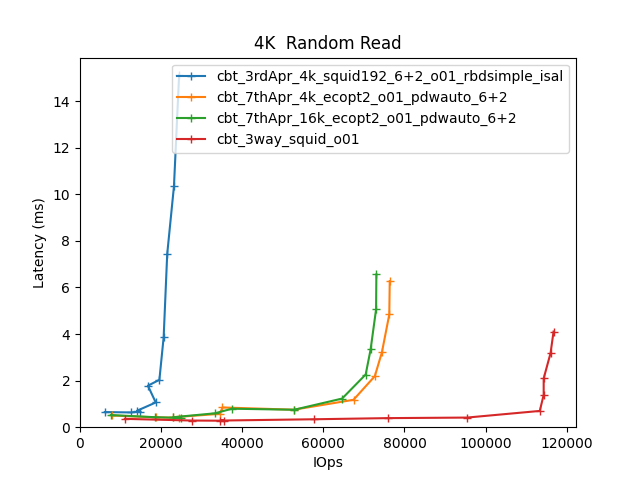 4K  Random Read
cbt_3rdApr_4k_squid192_6+2_o01_rbdsimple_isal
cbt_7thApr_4k_ecopt2_o01_pdwauto_6+2
cbt_7thApr_16k_ecopt2_o01_pdwauto_6+2
cbt_3way_squid_o01
Latency (ms)
14
12
10
8
6
4
2
0
0 20000 40000 60000 80000 100000 120000
IOps